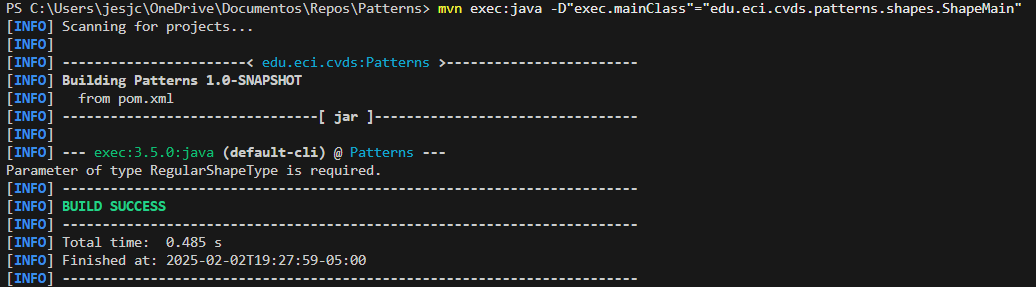 PS C:\Users\jesjc\OneDrive\Documentos\Repos\Patterns> mvn exec:java -D"exec.mainClass"="edu.eci.cvds.patterns.shapes.ShapeMain"
[INFO] Scanning for projects...
[INFO]
[INFO] -----------------------< edu.eci.cvds:Patterns >------------------------
[INFO] Building Patterns 1.0-SNAPSHOT
[INFO]   from pom.xml
[INFO] --------------------------------[ jar ]---------------------------------
[INFO]
[INFO] --- exec:3.5.0:java (default-cli) @ Patterns ---
Parameter of type RegularShapeType is required.
[INFO] ------------------------------------------------------------------------
[INFO] BUILD SUCCESS
[INFO] ------------------------------------------------------------------------
[INFO] Total time:  0.485 s
[INFO] Finished at: 2025-02-02T19:27:59-05:00
[INFO] ------------------------------------------------------------------------